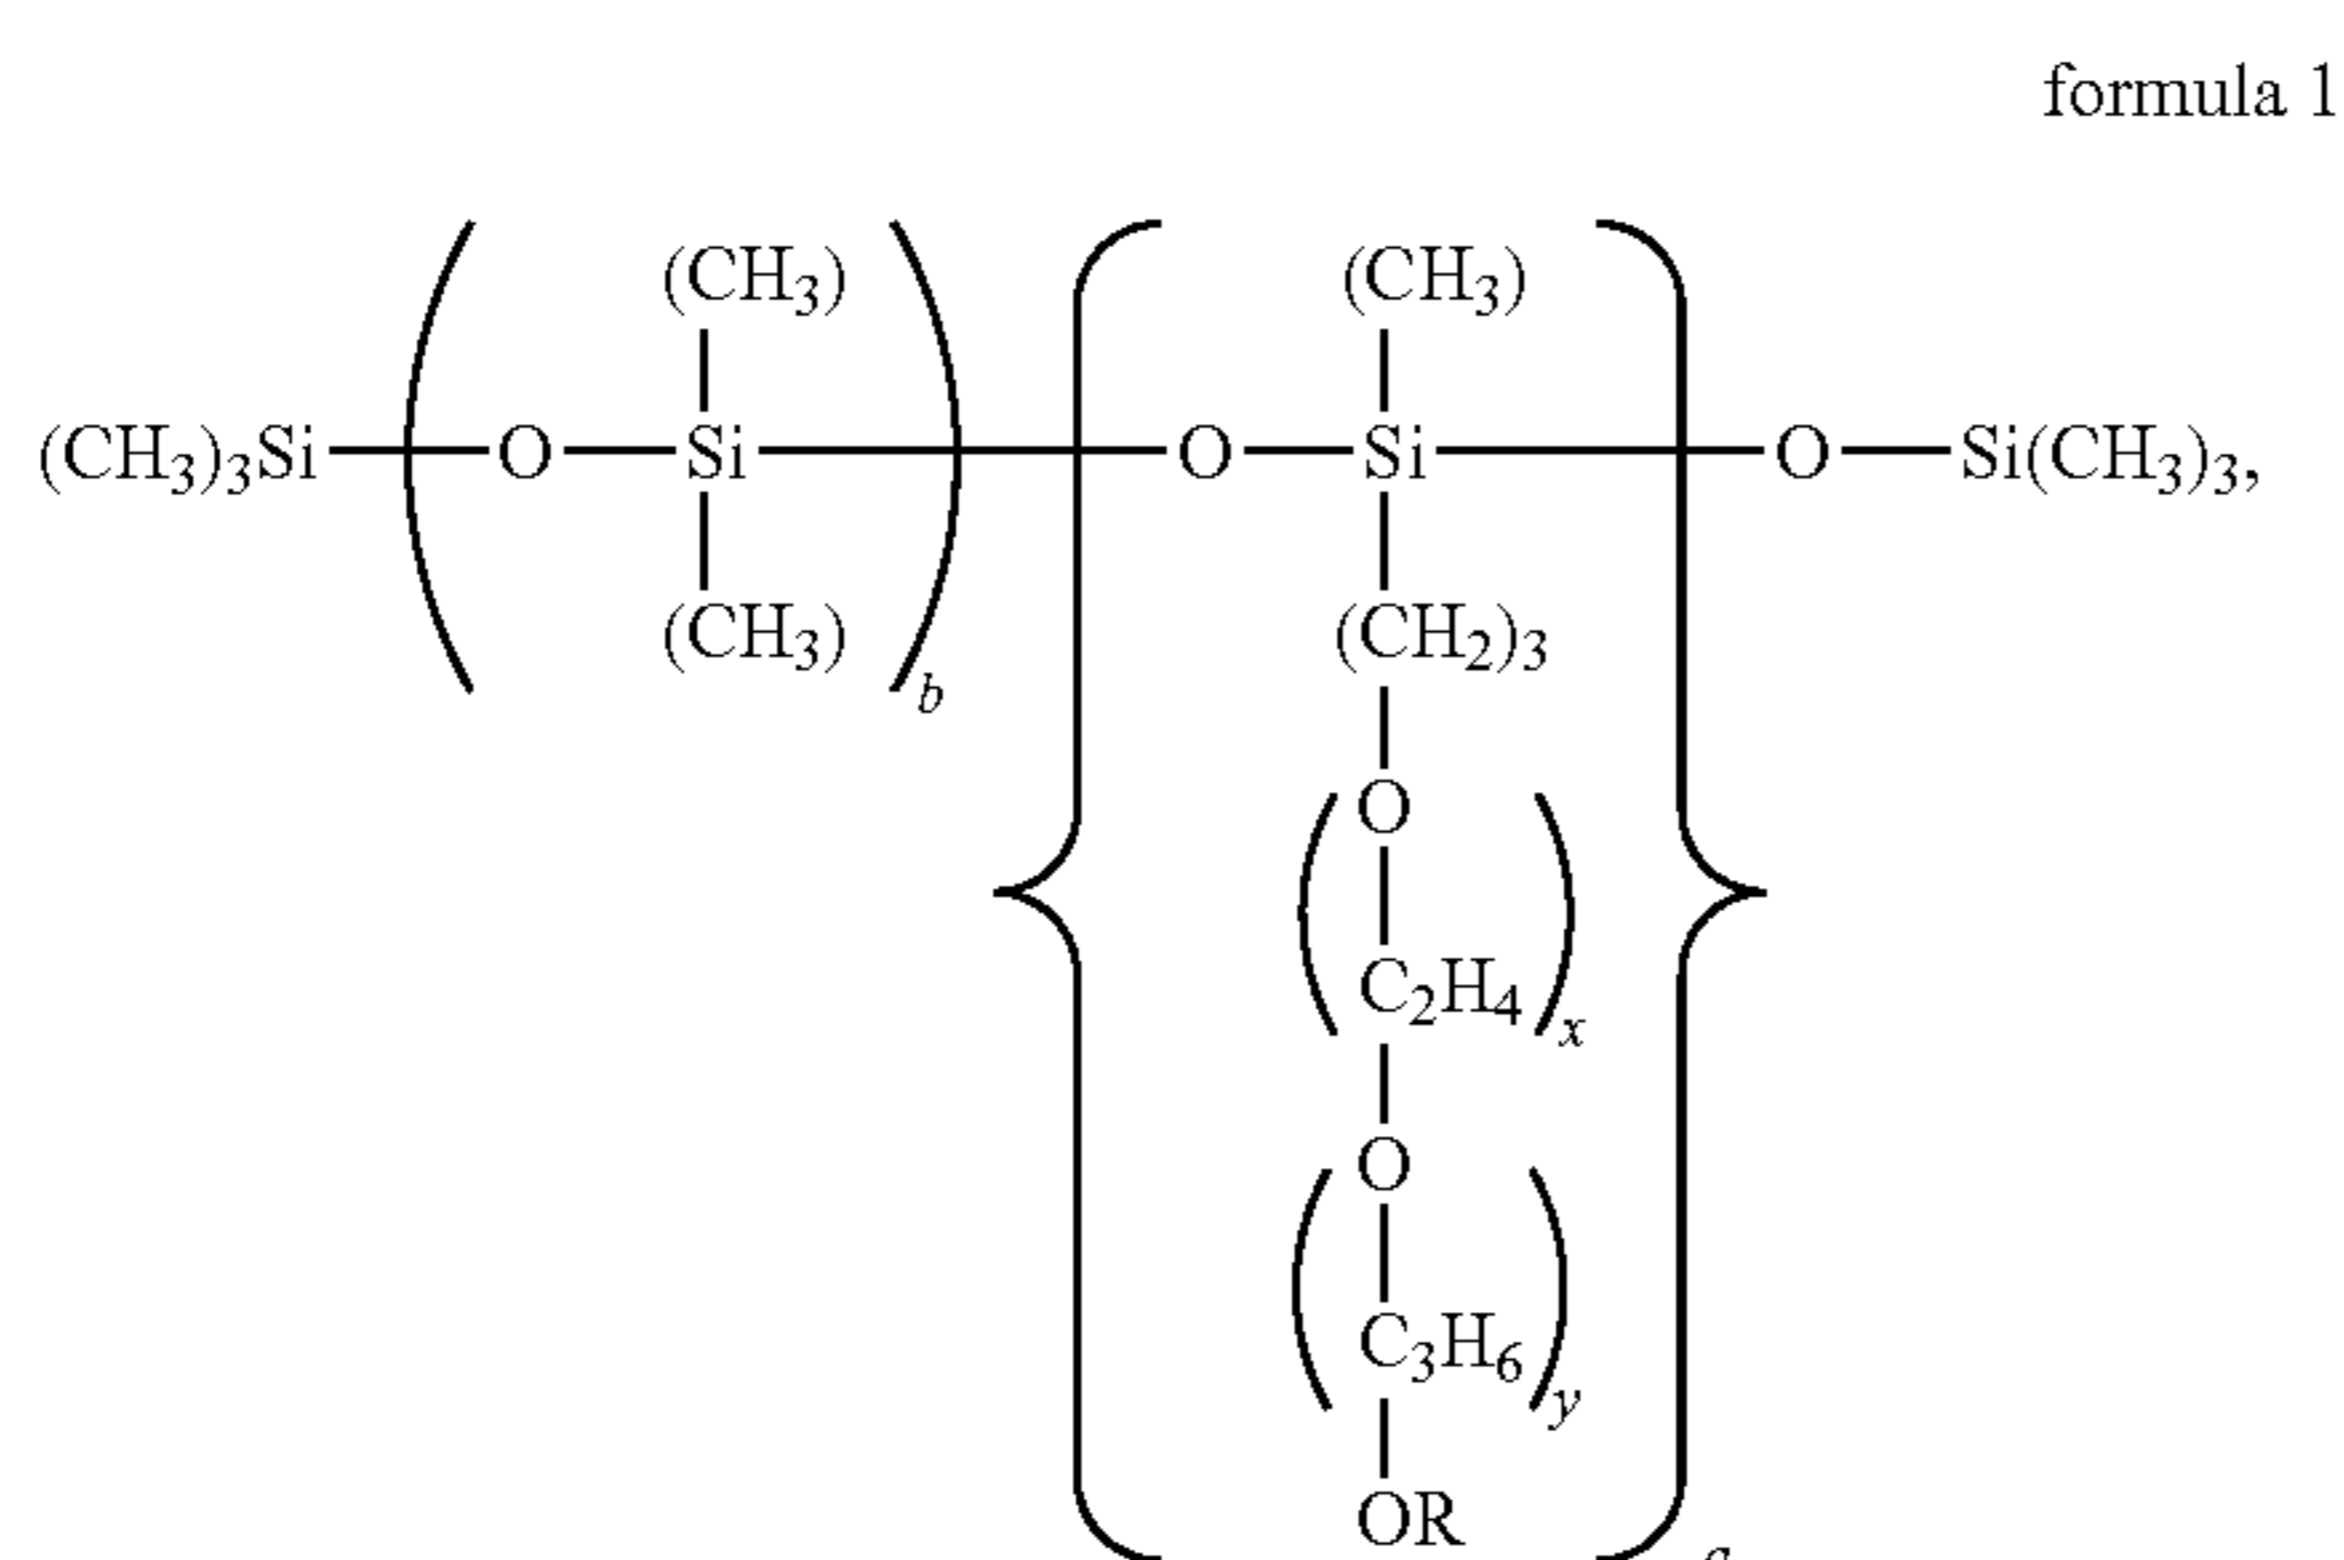 formula 1
(CH₃) (CH₃)
(CH₃)₃Si O Si O Si O Si(CH₃)₃,
(CH₃) (CH₂)₃
b
O
C₂H₄
x
O
C₃H₆
y
OR